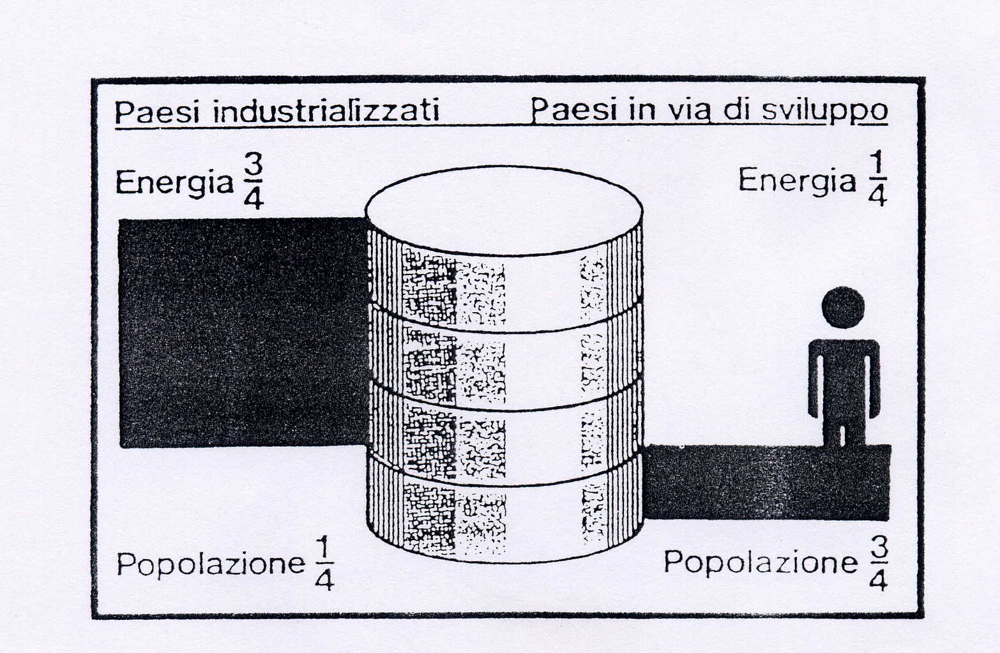 Paesi industrializzati Paesi in via di sviluppo
Energia 3/4 Energia 1/4
Popolazione 1/4 Popolazione 3/4